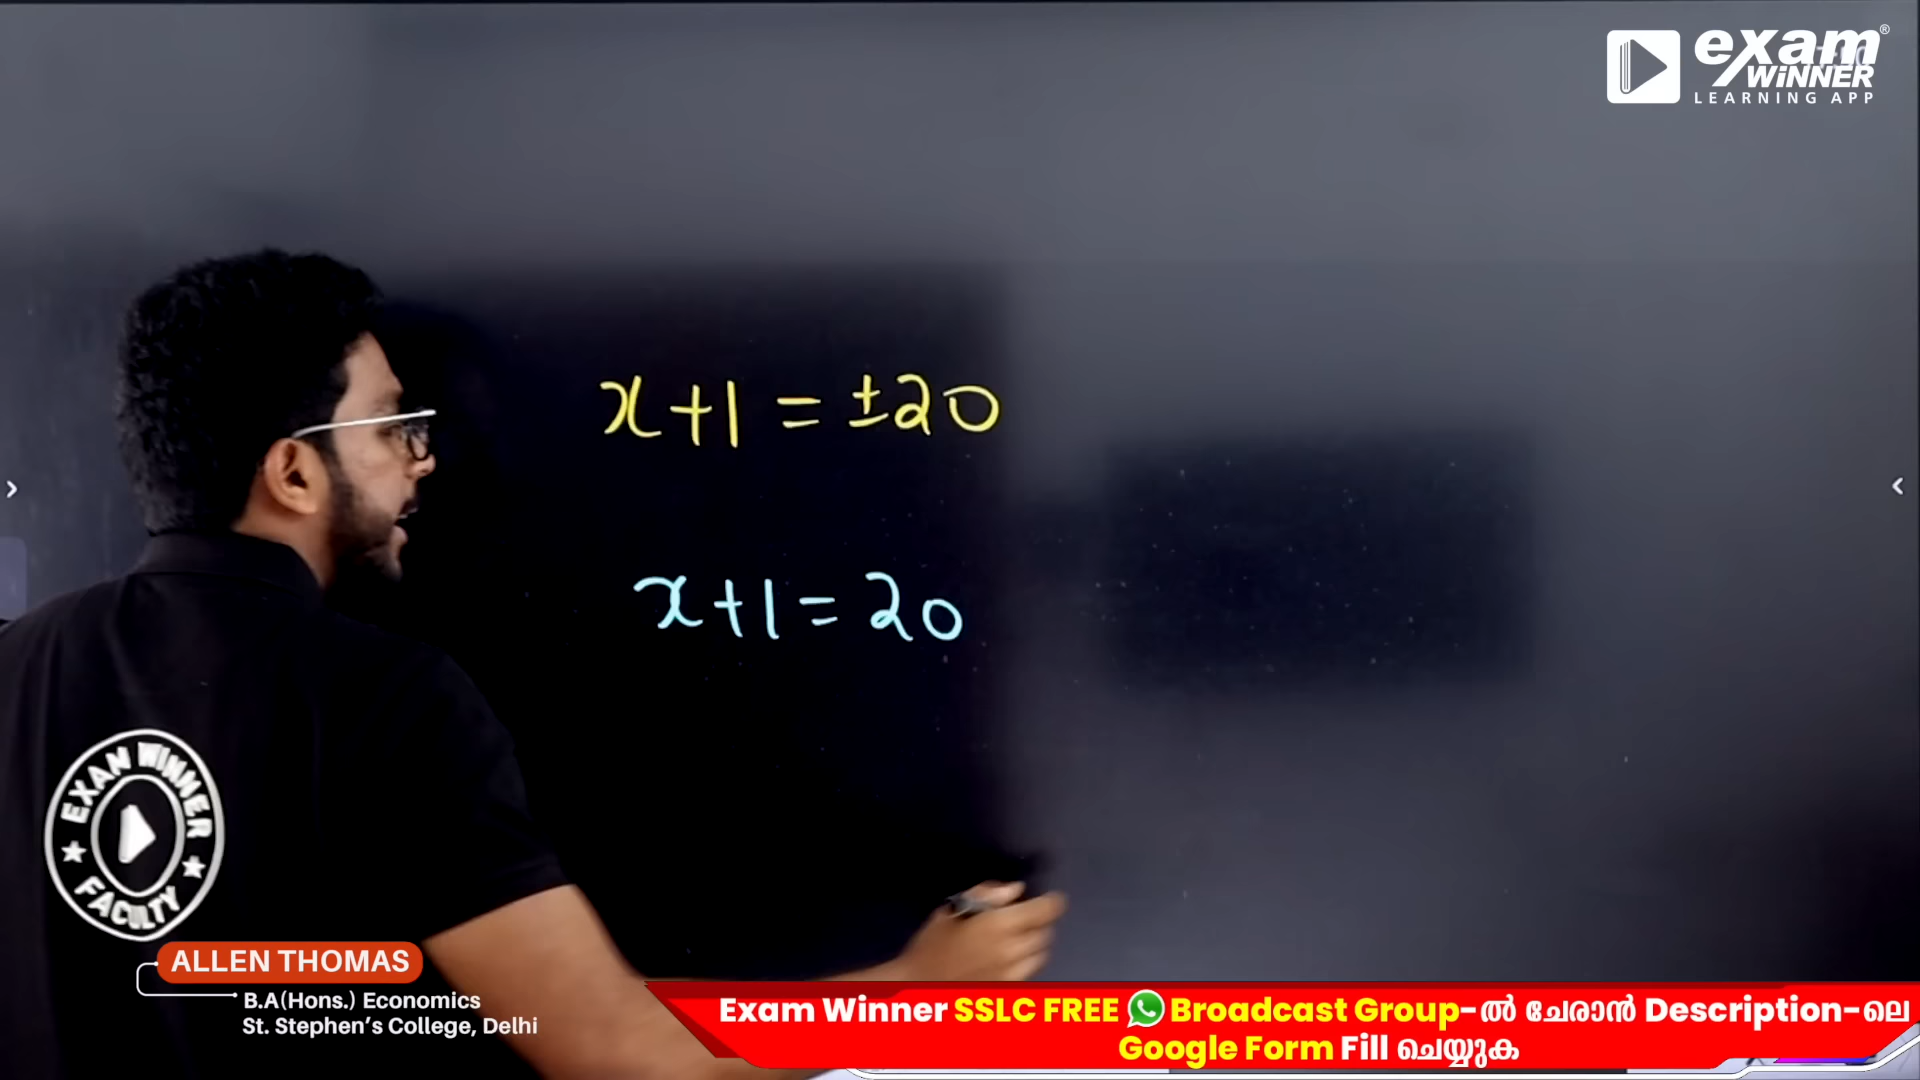 exam®
WINNER
LEARNING APP
x+1 = ±20
x+1 = 20
EXAN WINNER
FACULTY
ALLEN THOMAS
B.A(Hons.) Economics
St. Stephen's College, Delhi
Exam Winner SSLC FREE Broadcast Group-ൽ ചേരാൻ Description-ലെ
Google Form Fill ചെയ്യുക